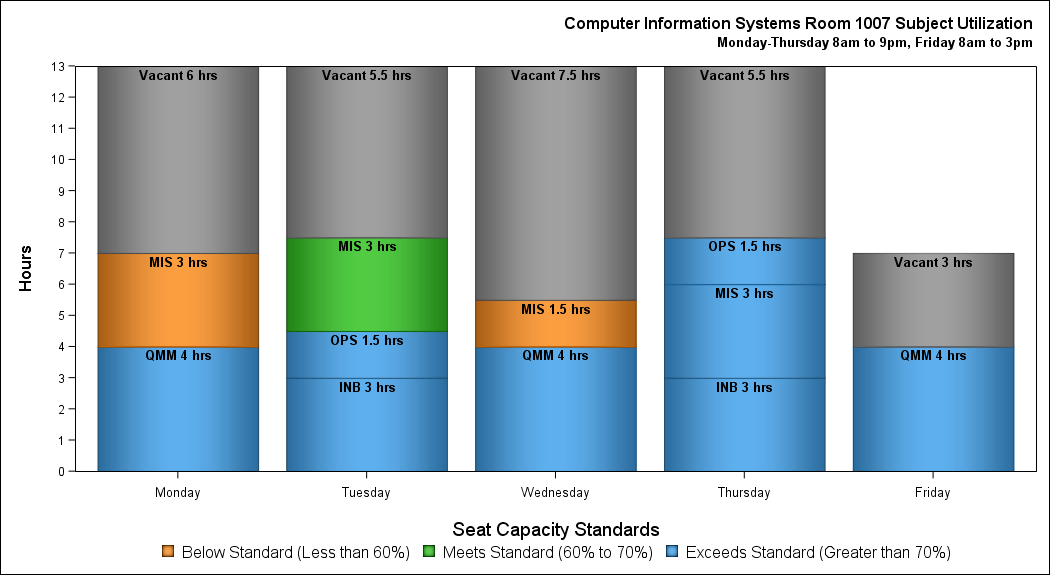 Computer Information Systems Room 1007 Subject Utilization
Monday-Thursday 8am to 9pm, Friday 8am to 3pm
Hours
13
12
11
10
9
8
7
6
5
4
3
2
1
0
Vacant 6 hrs
MIS 3 hrs
QMM 4 hrs
Vacant 5.5 hrs
MIS 3 hrs
OPS 1.5 hrs
INB 3 hrs
Vacant 7.5 hrs
MIS 1.5 hrs
QMM 4 hrs
Vacant 5.5 hrs
OPS 1.5 hrs
MIS 3 hrs
INB 3 hrs
Vacant 3 hrs
QMM 4 hrs
Monday
Tuesday
Wednesday
Thursday
Friday
Seat Capacity Standards
Below Standard (Less than 60%)
Meets Standard (60% to 70%)
Exceeds Standard (Greater than 70%)